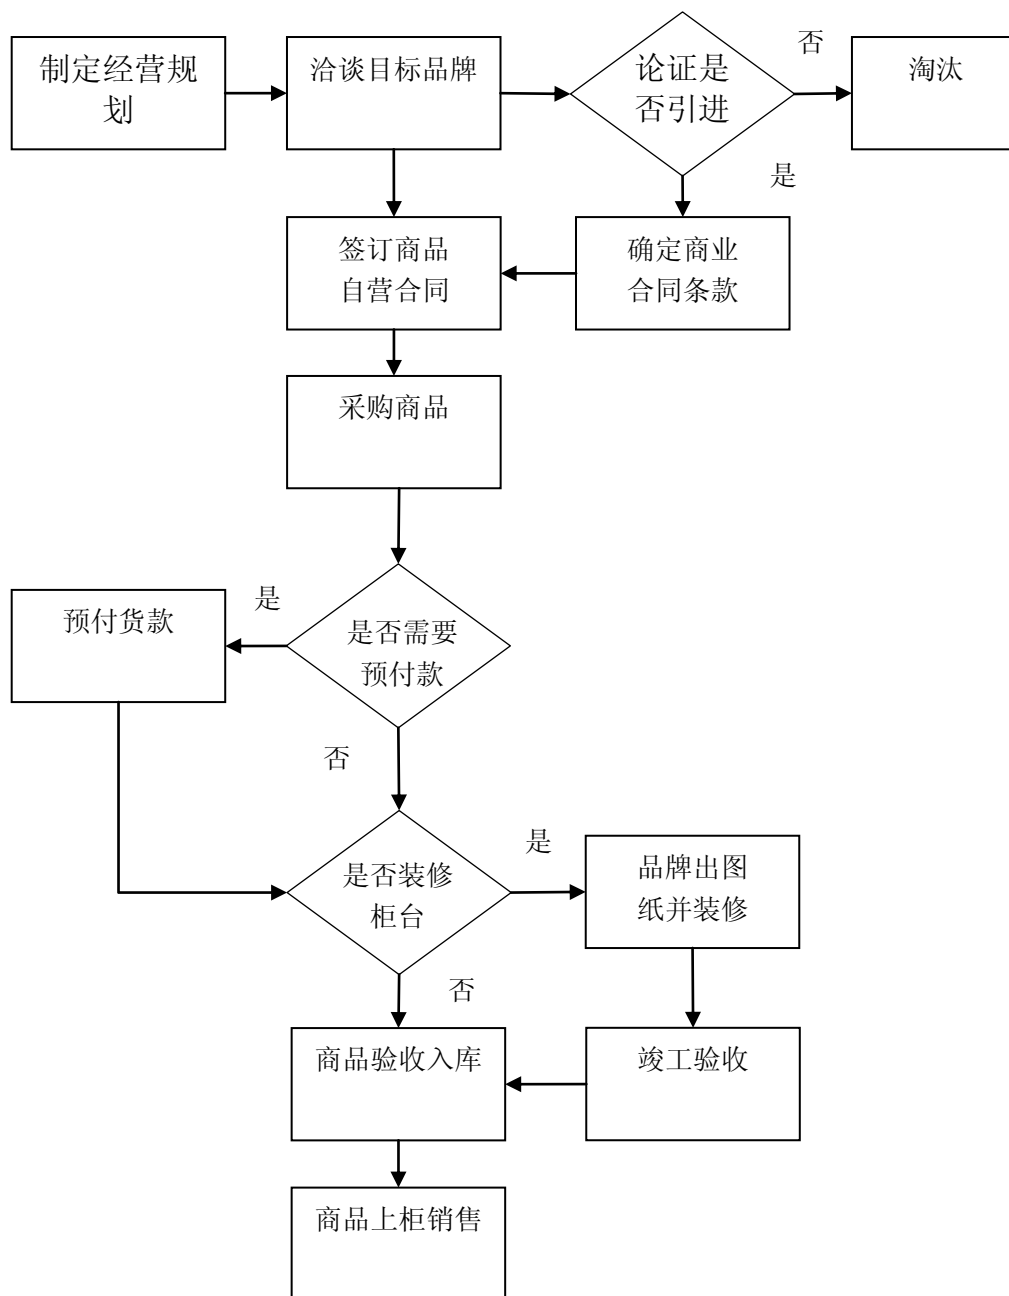 制定经营规
划
洽谈目标品牌
论证是
否引进
否
淘汰
是
签订商品
自营合同
确定商业
合同条款
采购商品
预付货款
是
是否需要
预付款
否
是否装修
柜台
是
品牌出图
纸并装修
否
商品验收入库
竣工验收
商品上柜销售